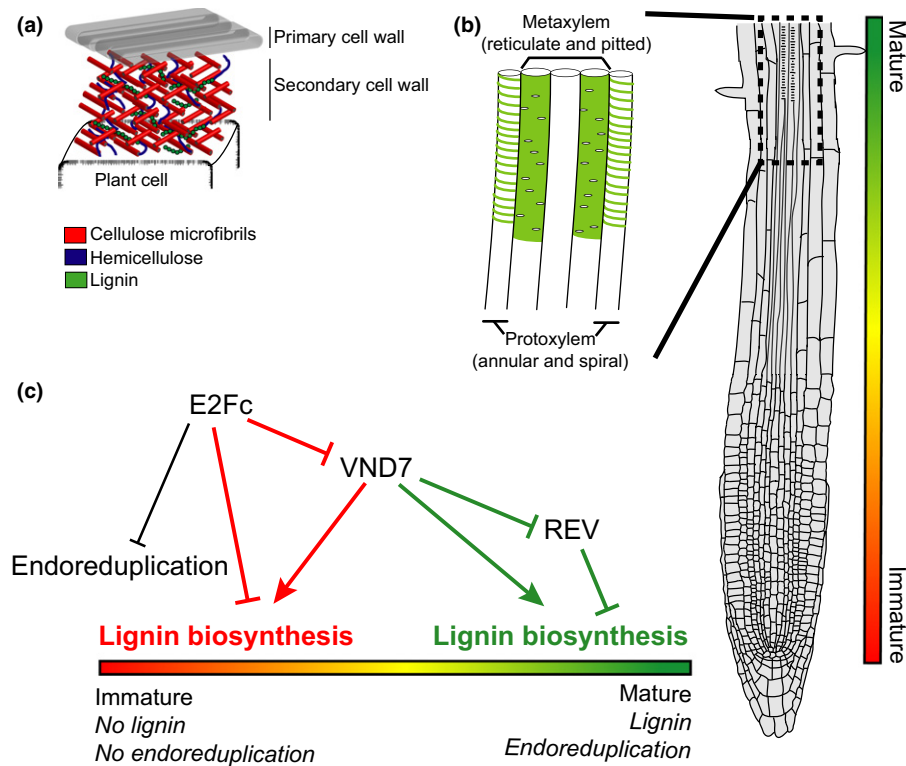 (a)
Primary cell wall
Secondary cell wall
Plant cell
Cellulose microfibrils
Hemicellulose
Lignin
(b)
Metaxylem
(reticulate and pitted)
Protoxylem
(annular and spiral)
Mature
Immature
(c)
E2Fc
VND7
REV
Endoreduplication
Lignin biosynthesis
Lignin biosynthesis
Immature
No lignin
No endoreduplication
Mature
Lignin
Endoreduplication